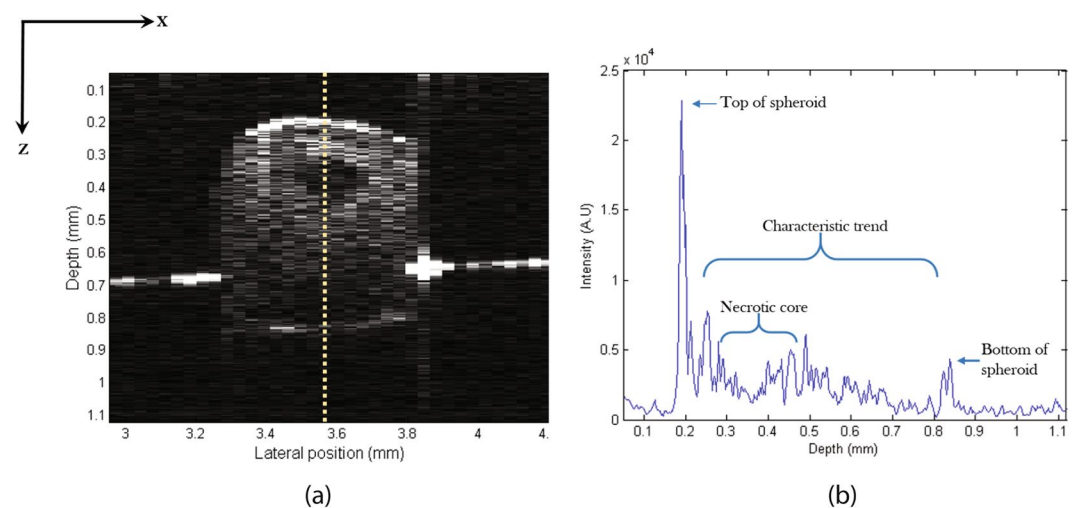 x
z
0.1
0.2
0.3
0.4
0.5
0.6
0.7
0.8
0.9
1
1.1
Depth (mm)
3 3.2 3.4 3.6 3.8 4 4.
Lateral position (mm)
(a)
x 10⁴
2.5
2
1.5
1
0.5
0
Intensity (A.U)
Top of spheroid
Characteristic trend
Necrotic core
Bottom of
spheroid
0.1 0.2 0.3 0.4 0.5 0.6 0.7 0.8 0.9 1 1.1
Depth (mm)
(b)